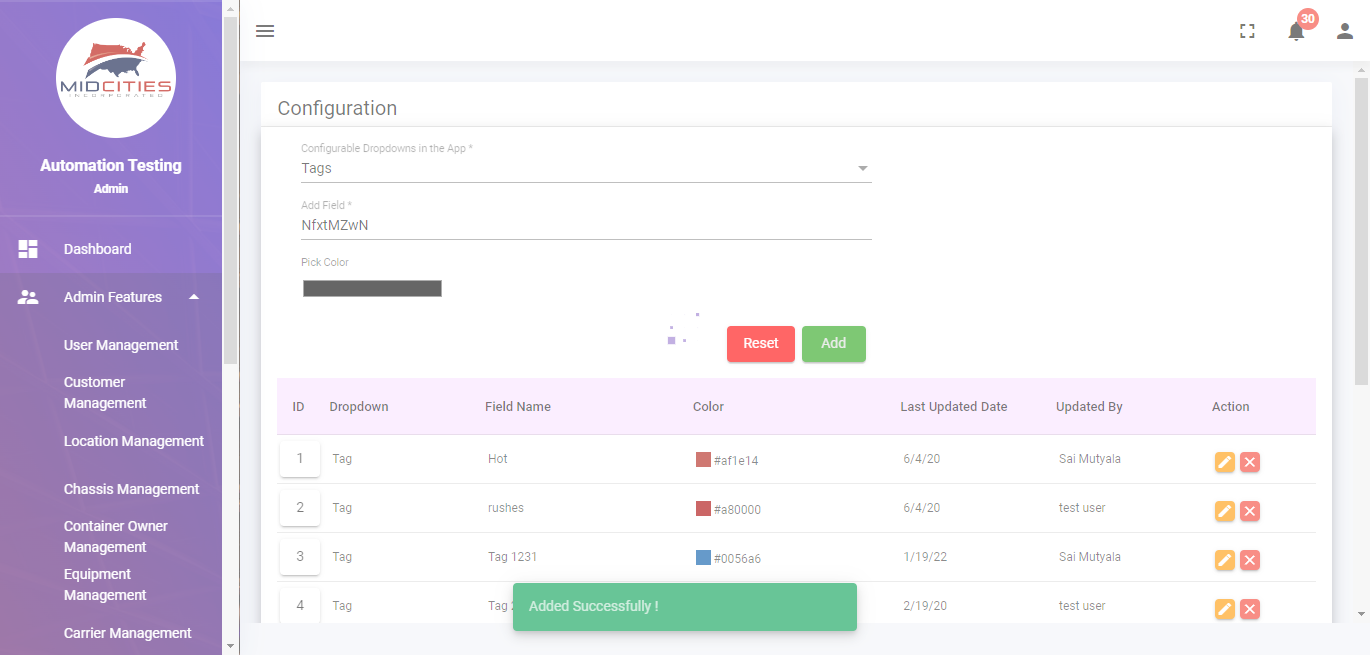 MIDCITIES
INCORPORATED
Automation Testing
Admin
Dashboard
Admin Features
User Management
Customer
Management
Location Management
Chassis Management
Container Owner
Management
Equipment
Management
Carrier Management
30
Configuration
Configurable Dropdowns in the App *
Tags
Add Field *
NfxtMZwN
Pick Color
Reset Add
ID Dropdown Field Name Color Last Updated Date Updated By Action
1 Tag Hot #af1e14 6/4/20 Sai Mutyala
2 Tag rushes #a80000 6/4/20 test user
3 Tag Tag 1231 #0056a6 1/19/22 Sai Mutyala
4 Tag Tag 2/19/20 test user
Added Successfully !